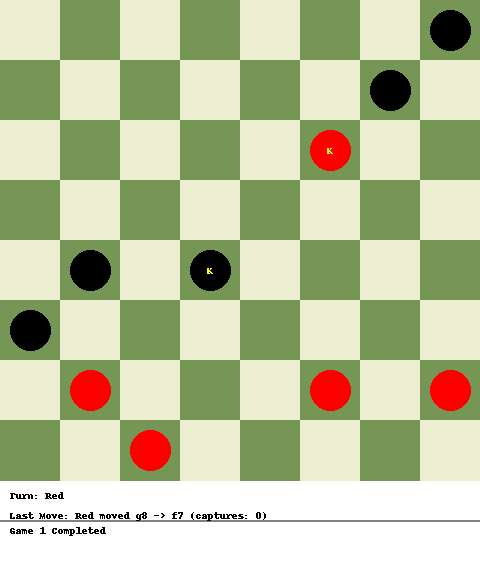 K
K
Turn: Red
Last Move: Red moved g8 -> f7 (captures: 0)
Game 1 Completed